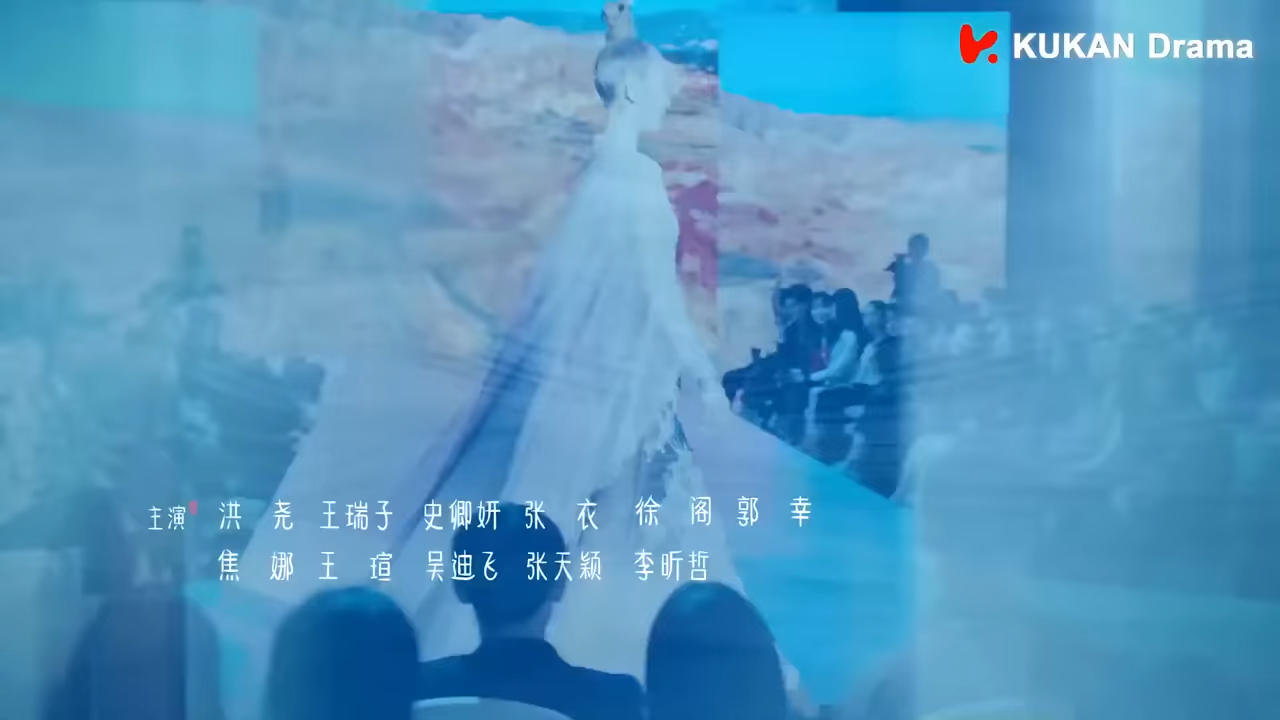 KUKAN Drama
主演 洪尧 王瑞子 史卿妍 张衣 徐阁 郭幸
焦娜 王瑄 吴迪飞 张天颖 李昕哲